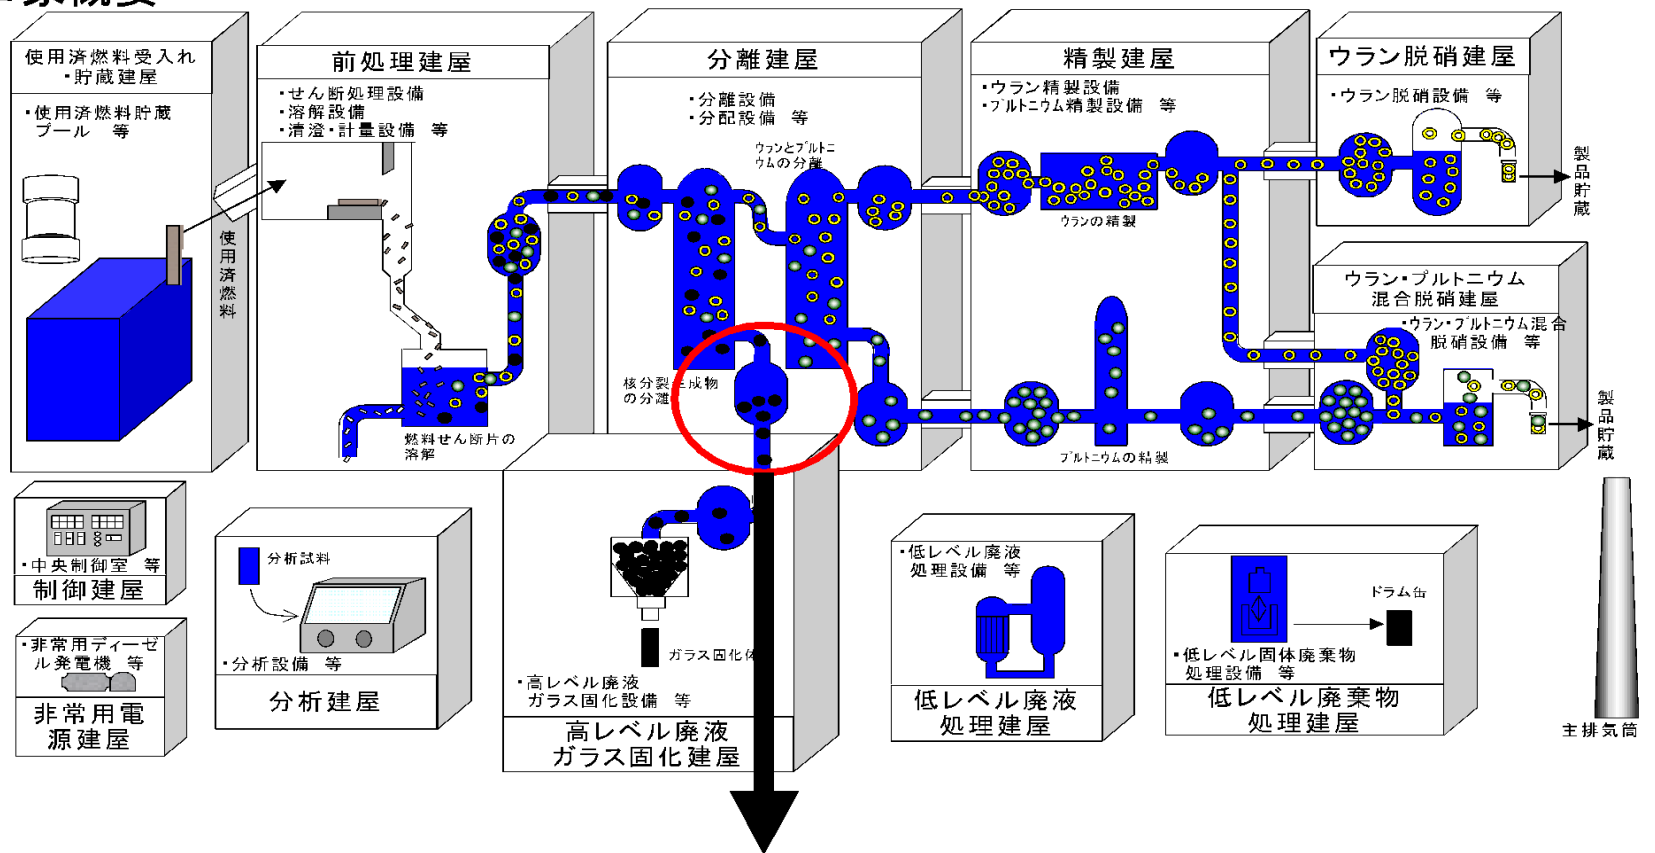 使用済燃料受入れ
・貯蔵建屋
・使用済燃料貯蔵
プール 等
使用済燃料
前処理建屋
・せん断処理設備
・溶解設備
・清澄・計量設備 等
燃料せん断片の
溶解
分離建屋
・分離設備
・分配設備 等
ウランとプルトニ
ウムの分離
核分裂生成物
の分離
精製建屋
・ウラン精製設備
・プルトニウム精製設備 等
ウランの精製
プルトニウムの精製
ウラン脱硝建屋
・ウラン脱硝設備 等
製品貯蔵
ウラン・プルトニウム
混合脱硝建屋
・ウラン・プルトニウム混合
脱硝設備 等
製品貯蔵
・中央制御室 等
制御建屋
・非常用ディーゼ
ル発電機 等
非常用電
源建屋
分析試料
・分析設備 等
分析建屋
ガラス固化体
・高レベル廃液
ガラス固化設備 等
高レベル廃液
ガラス固化建屋
・低レベル廃液
処理設備 等
低レベル廃液
処理建屋
ドラム缶
・低レベル固体廃棄物
処理設備 等
低レベル廃棄物
処理建屋
主排気筒